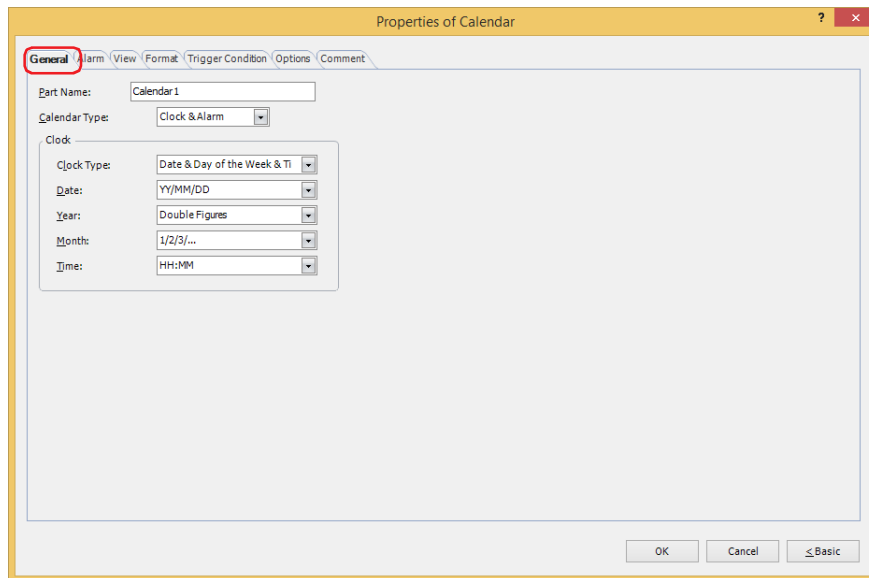 Properties of Calendar
? ×
General Alarm View Format Trigger Condition Options Comment
Part Name: Calendar1
Calendar Type: Clock & Alarm
Clock
Clock Type: Date & Day of the Week & Ti
Date: YY/MM/DD
Year: Double Figures
Month: 1/2/3/...
Time: HH:MM
OK Cancel < Basic